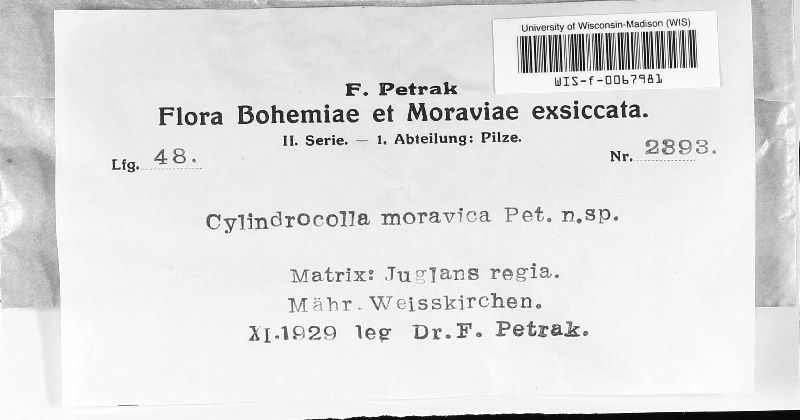 University of Wisconsin-Madison (WIS)
WIS-f-0067981
F. Petrak
Flora Bohemiae et Moraviae exsiccata.
II. Serie. — 1. Abteilung: Pilze.
Lfg. 48.
Nr. 2893.
Cylindrocolla moravica Pet. n.sp.
Matrix: Juglans regia.
Mähr. Weisskirchen.
XI.1929 leg Dr. F. Petrak.